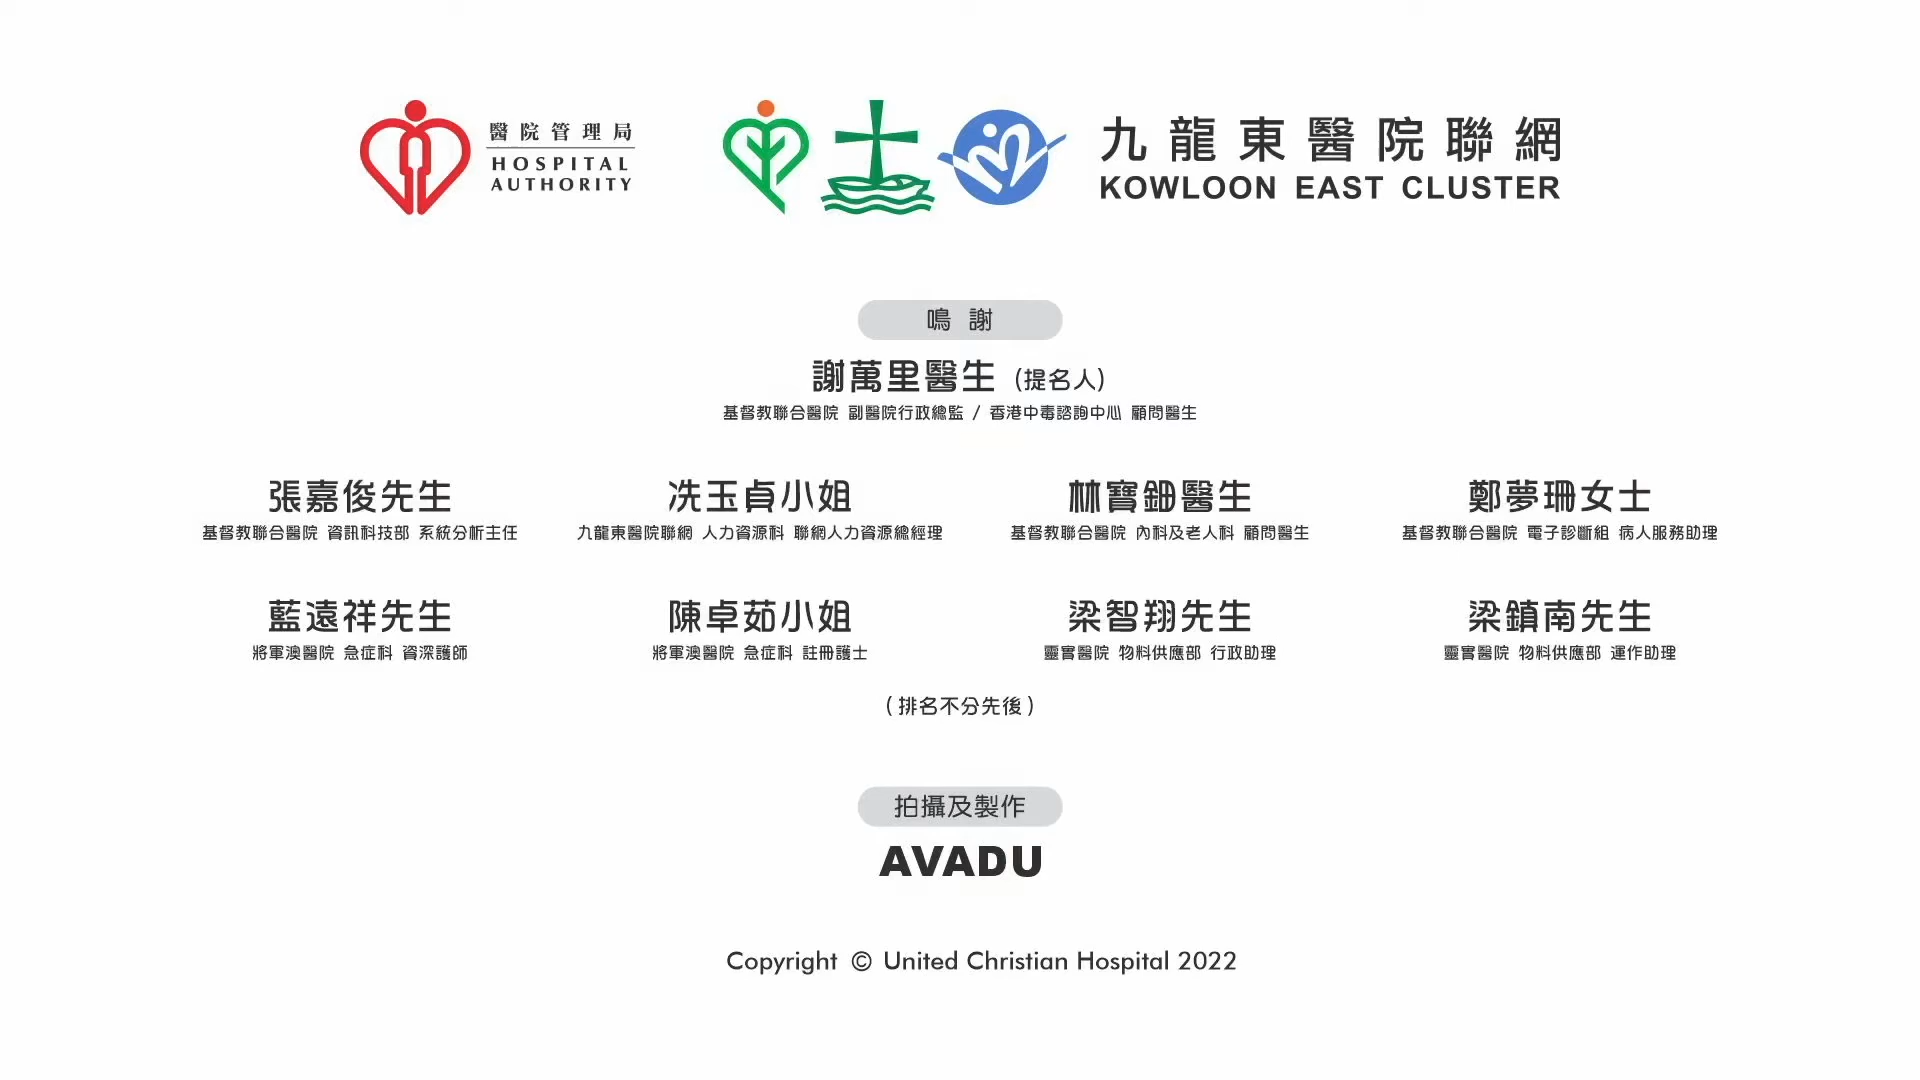 醫院管理局
HOSPITAL
AUTHORITY
九龍東醫院聯網
KOWLOON EAST CLUSTER
鳴謝
謝萬里醫生 (提名人)
基督教聯合醫院 副醫院行政總監 / 香港中毒諮詢中心 顧問醫生
張嘉俊先生
基督教聯合醫院 資訊科技部 系統分析主任
冼玉貞小姐
九龍東醫院聯網 人力資源科 聯網人力資源總經理
林寶鈿醫生
基督教聯合醫院 內科及老人科 顧問醫生
鄭夢珊女士
基督教聯合醫院 電子診斷組 病人服務助理
藍遠祥先生
將軍澳醫院 急症科 資深護師
陳卓茹小姐
將軍澳醫院 急症科 註冊護士
梁智翔先生
靈實醫院 物料供應部 行政助理
梁鎮南先生
靈實醫院 物料供應部 運作助理
(排名不分先後)
拍攝及製作
AVADU
Copyright © United Christian Hospital 2022